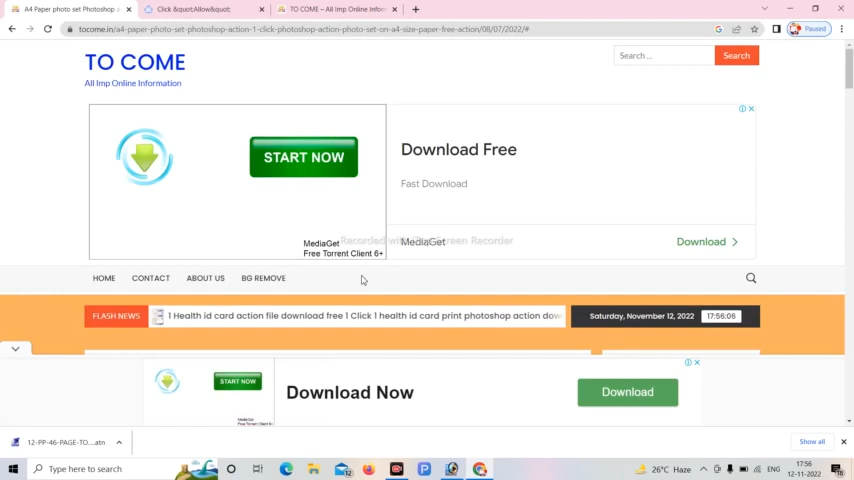 A4 Paper photo set Photoshop a
Click &quotAllow&quot
TO COME – All Imp Online Infor
tocome.in/a4-paper-photo-set-photoshop-action-1-click-photoshop-action-photo-set-on-a4-size-paper-free-action/08/07/2022/#
Paused
TO COME
All Imp Online Information
Search ...
Search
START NOW
Download Free
Fast Download
MediaGet
Free Torrent Client 6+
MediaGet
Download
HOME CONTACT ABOUT US BG REMOVE
FLASH NEWS
1 Health id card action file download free 1 Click 1 health id card print photoshop action dow
Saturday, November 12, 2022
17:56:06
START NOW
MediaGet
Download Now
Download
12-PP-46-PAGE-TO....atn
Show all
Type here to search
26°C Haze
ENG
17:56
12-11-2022